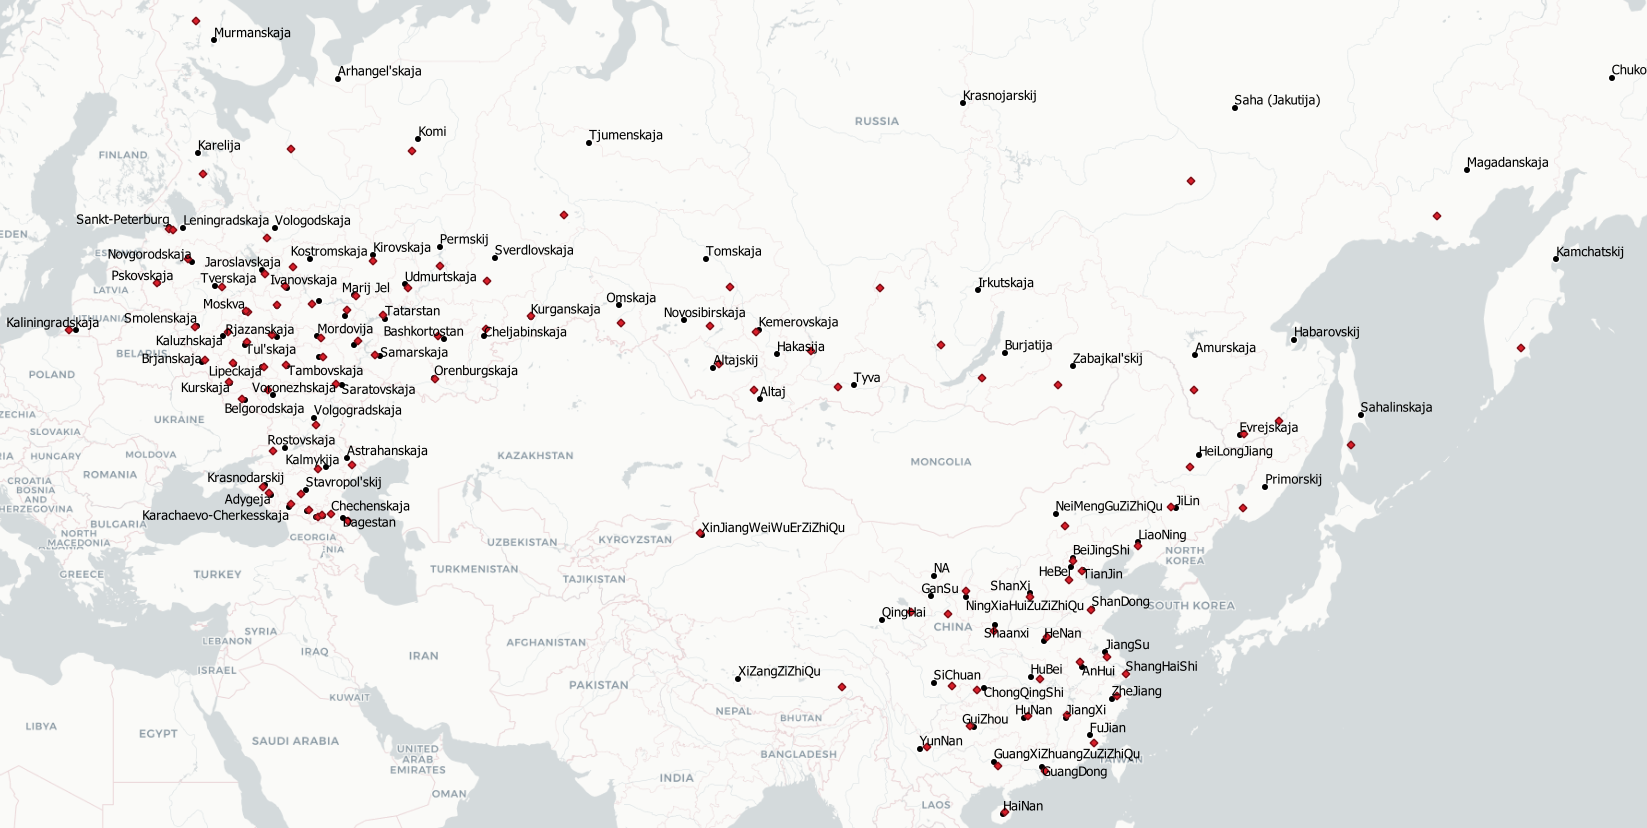 Murmanskaja
Arhangel'skaja
Chuko
Krasnojarskij
Saha (Jakutija)
RUSSIA
Komi
Tjumenskaja
Karelija
FINLAND
Magadanskaja
Sankt-Peterburg
Leningradskaja
Vologodskaja
EDEN
Permskij
Kirovskaja
Kostromskaja
Sverdlovskaja
Tomskaja
Kamchatskij
Novgorodskaja
Jaroslavskaja
Pskovskaja
Tverskaja
Ivanovskaja
Udmurtskaja
Irkutskaja
LATVIA
Marij Jel
Omskaja
Moskva
Tatarstan
Kurganskaja
Novosibirskaja
Kaliningradskaja
LITHUANIA
Smolenskaja
Kemerovskaja
Rjazanskaja
Mordovija
Bashkortostan
Cheljabinskaja
Habarovskij
Kaluzhskaja
Tul'skaja
Samarskaja
Hakasija
Burjatija
Amurskaja
BELARUS
Brjanskaja
Altajskij
Zabajkal'skij
POLAND
Lipeckaja
Tambovskaja
Orenburgskaja
Tyva
Kurskaja
Voronezhskaja
Saratovskaja
Altaj
Belgorodskaja
Volgogradskaja
Sahalinskaja
ZECHIA
UKRAINE
Evrejskaja
SLOVAKIA
Rostovskaja
HUNGARY
MOLDOVA
Kalmykija
Astrahanskaja
KAZAKHSTAN
MONGOLIA
HeiLongJiang
ROMANIA
Krasnodarskij
Stavropol'skij
CROATIA
BOSNIA
AND
HERZEGOVINA
Primorskij
Adygeja
Chechenskaja
NeiMengGuZiZhiQu
JiLin
Karachaevo-Cherkesskaja
Dagestan
BULGARIA
NORTH
MACEDONIA
GEORGIA
XinJiangWeiWuErZiZhiQu
UZBEKISTAN
KYRGYZSTAN
LiaoNing
BeiJingShi
NORTH
KOREA
GREECE
TURKEY
TURKMENISTAN
TAJIKISTAN
NA
HeBei
TianJin
GanSu
ShanXi
NingXiaHuiZuZiZhiQu
ShanDong
SOUTH KOREA
QingHai
CHINA
SYRIA
LEBANON
Shaanxi
HeNan
AFGHANISTAN
IRAQ
IRAN
JiangSu
ISRAEL
XiZangZiZhiQu
SiChuan
HuBei
AnHui
ShangHaiShi
PAKISTAN
KUWAIT
ChongQingShi
ZheJiang
NEPAL
BHUTAN
GuiZhou
HuNan
JiangXi
LIBYA
EGYPT
SAUDI ARABIA
FuJian
YunNan
UNITED
ARAB
EMIRATES
BANGLADESH
GuangXiZhuangZuZiZhiQu
TAIWAN
INDIA
GuangDong
OMAN
LAOS
HaiNan